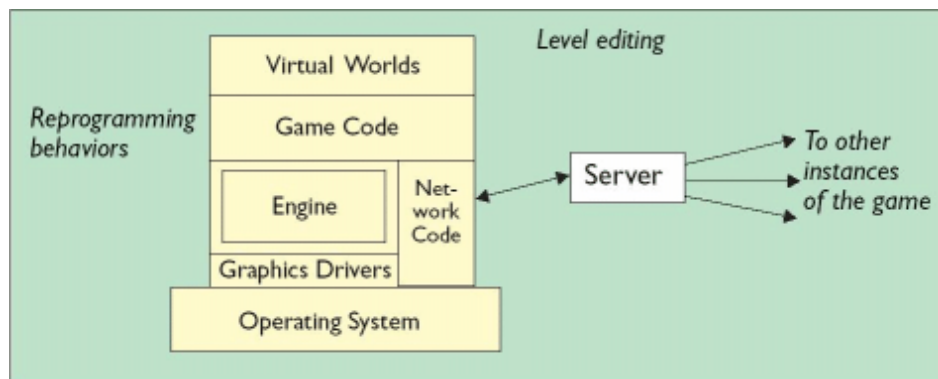 Level editing
Virtual Worlds
Reprogramming
behaviors
Game Code
Engine
Net-
work
Code
Server
To other
instances
of the game
Graphics Drivers
Operating System